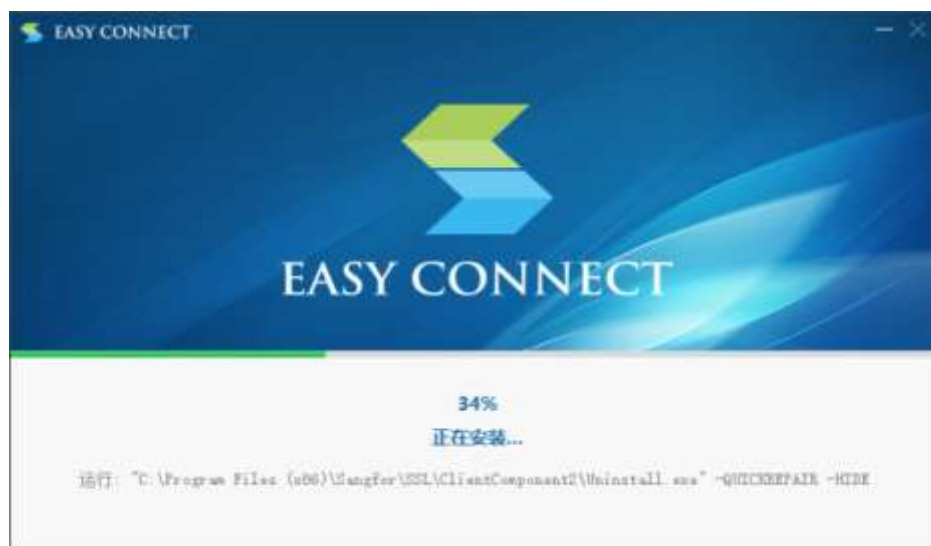 EASY CONNECT
EASY CONNECT
34%
正在安装...
运行: "C:\Program Files (x86)\Sangfor\SSL\ClientComponent2\Uninstall.exe" -QUICKREPAIR -HIDE